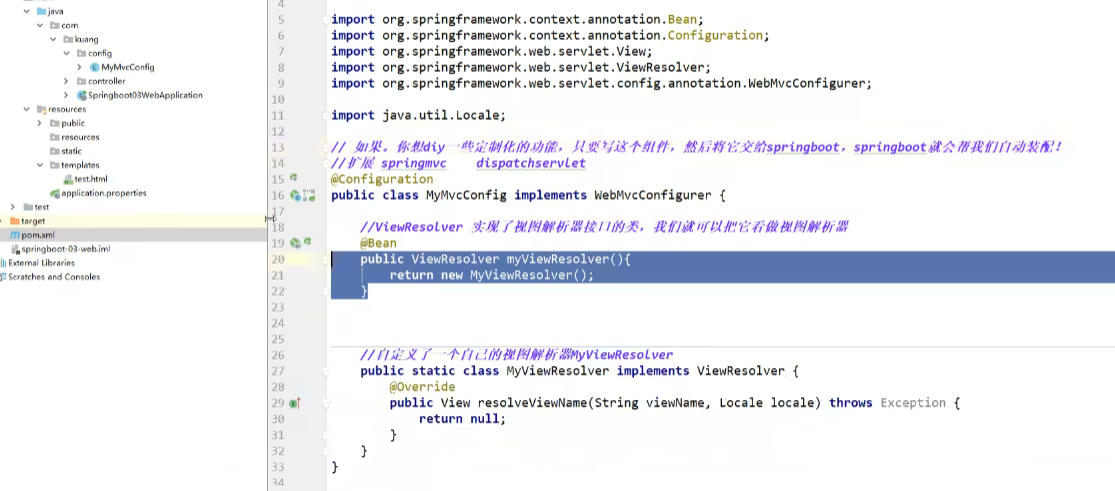 java
com
kuang
config
MyMvcConfig
controller
Springboot03WebApplication
resources
public
resources
static
templates
test.html
application.properties
test
target
pom.xml
springboot-03-web.iml
External Libraries
Scratches and Consoles
4
5 import org.springframework.context.annotation.Bean;
6 import org.springframework.context.annotation.Configuration;
7 import org.springframework.web.servlet.View;
8 import org.springframework.web.servlet.ViewResolver;
9 import org.springframework.web.servlet.config.annotation.WebMvcConfigurer;
10
11 import java.util.Locale;
12
13 // 如果。你想diy一些定制化的功能，只要写这个组件，然后将它交给springboot，springboot就会帮我们自动装配！
14 //扩展 springmvc dispatchservlet
15 @Configuration
16 public class MyMvcConfig implements WebMvcConfigurer {
17
18 //ViewResolver 实现了视图解析器接口的类，我们就可以把它看做视图解析器
19 @Bean
20 public ViewResolver myViewResolver(){
21 return new MyViewResolver();
22 }
23
24
25
26 //自定义了一个自己的视图解析器MyViewResolver
27 public static class MyViewResolver implements ViewResolver {
28 @Override
29 public View resolveViewName(String viewName, Locale locale) throws Exception {
30 return null;
31 }
32 }
33 }
34